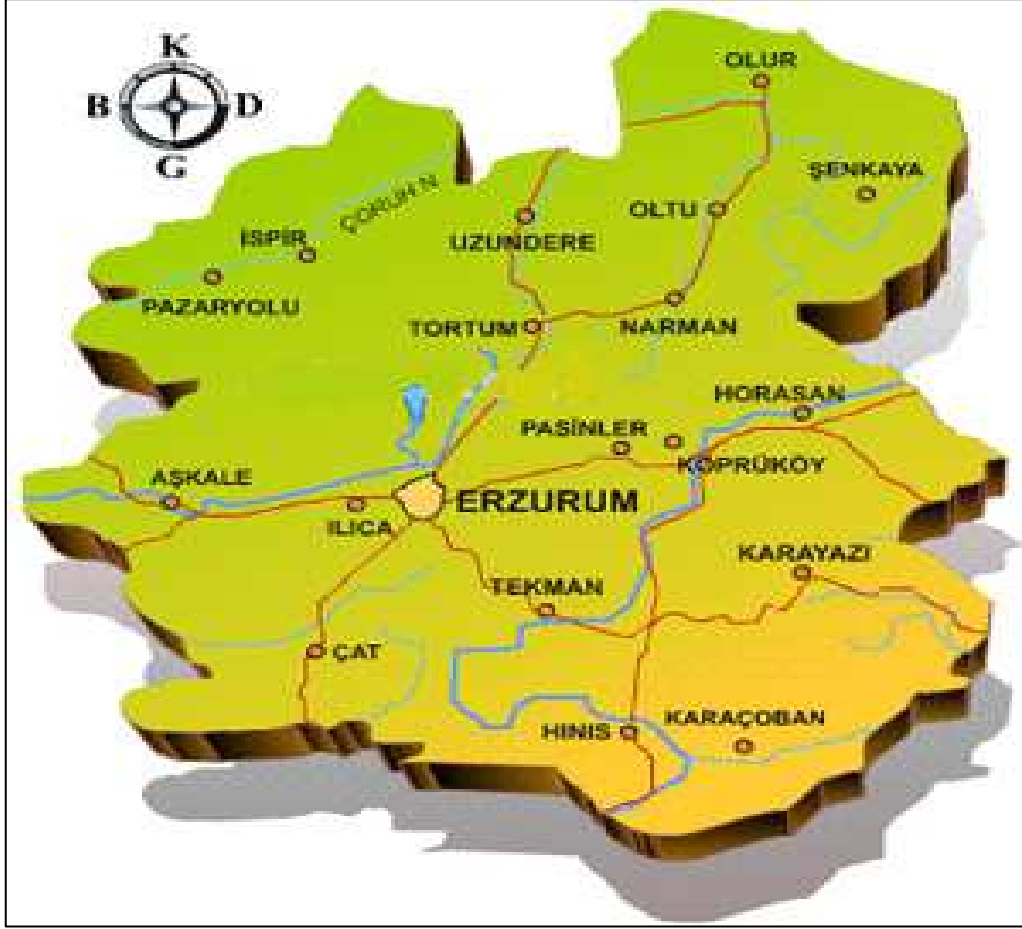 K
B D
G
OLUR
ŞENKAYA
OLTU
ÇORUH N
İSPİR
UZUNDERE
PAZARYOLU
TORTUM
NARMAN
HORASAN
PASİNLER
KÖPRÜKÖY
AŞKALE
ERZURUM
ILICA
KARAYAZI
TEKMAN
ÇAT
KARAÇOBAN
HINIS